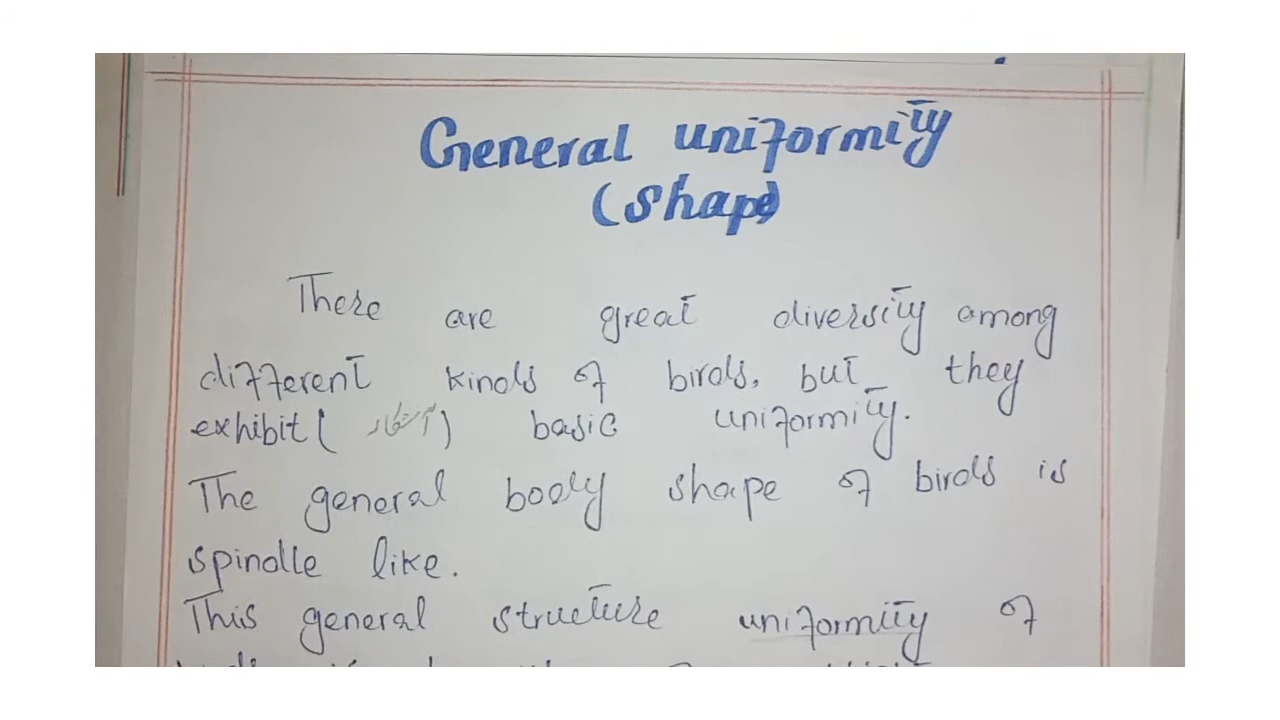 General uniformity
(Shape)
There are great diversity among
different kinds of birds, but they
exhibit ( آشکار ) basic uniformity.
The general body shape of birds is
spindle like.
This general structure uniformity of